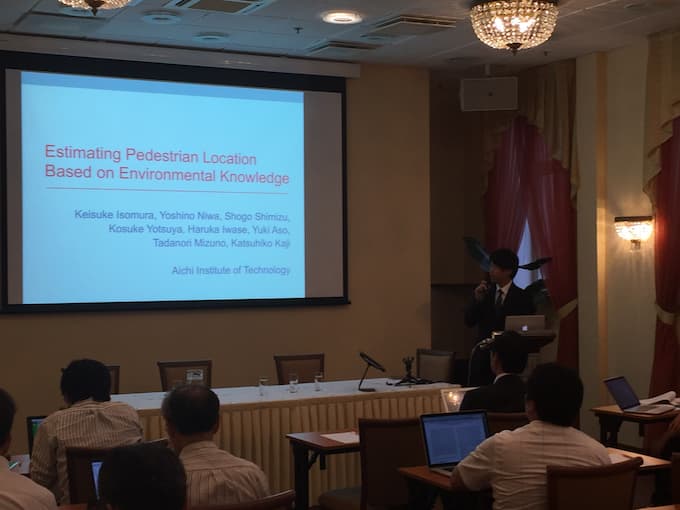 Estimating Pedestrian Location
Based on Environmental Knowledge
Keisuke Isomura, Yoshino Niwa, Shogo Shimizu,
Kosuke Yotsuya, Haruka Iwase, Yuki Aso,
Tadanori Mizuno, Katsuhiko Kaji
Aichi Institute of Technology